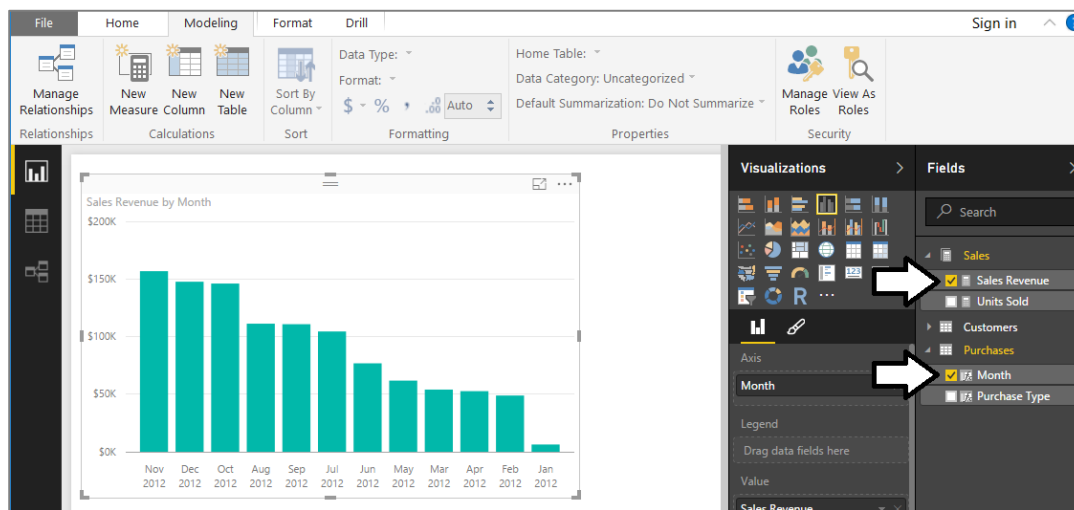 File Home Modeling Format Drill Sign in
Data Type: Home Table:
Format: Data Category: Uncategorized
$ % , .00 Auto Default Summarization: Do Not Summarize
Manage Relationships
New Measure
New Column
New Table
Sort By Column
Manage Roles
View As Roles
Relationships Calculations Sort Formatting Properties Security
Sales Revenue by Month
$200K
$150K
$100K
$50K
$0K
Nov Dec Oct Aug Sep Jul Jun May Mar Apr Feb Jan
2012 2012 2012 2012 2012 2012 2012 2012 2012 2012 2012 2012
Visualizations
123
R
Axis
Month
Legend
Drag data fields here
Value
Sales Revenue
Fields
Search
Sales
Sales Revenue
Units Sold
Customers
Purchases
Month
Purchase Type